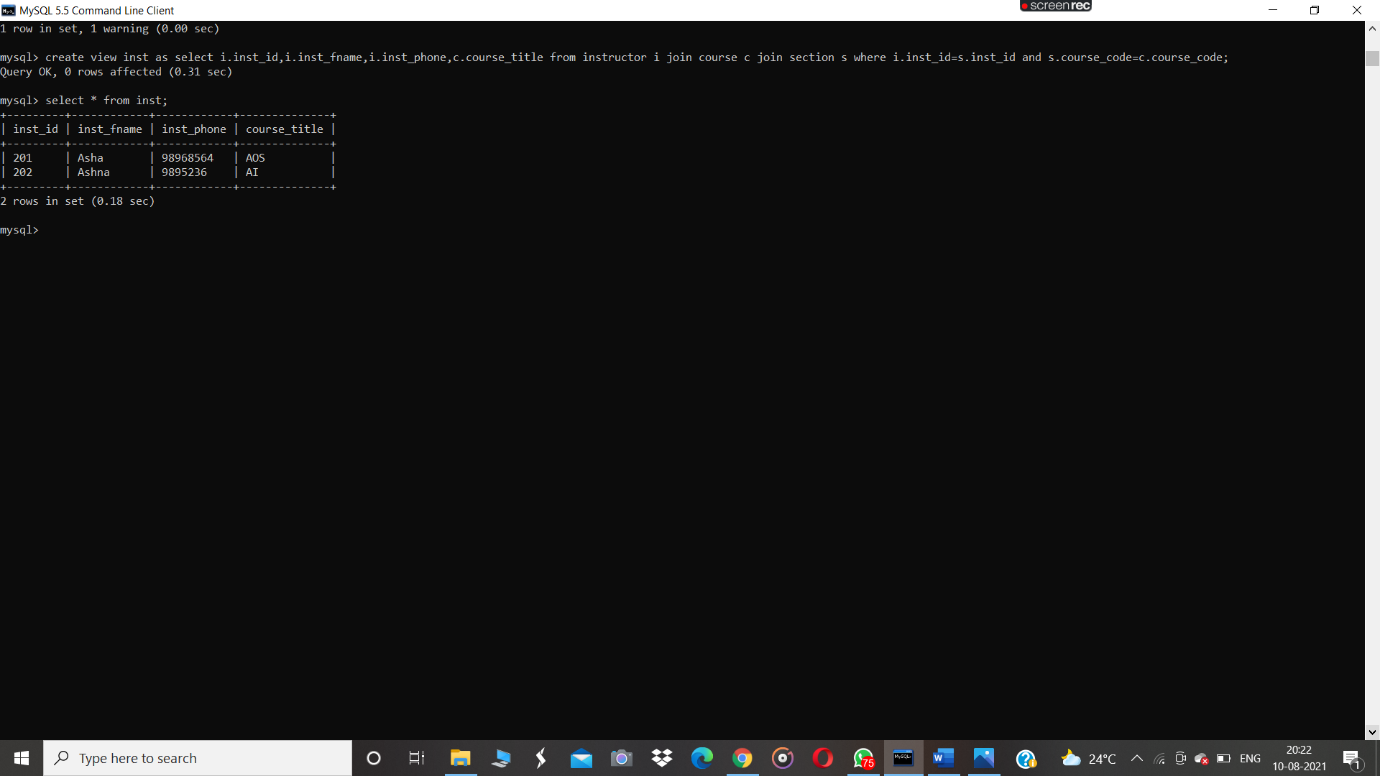 MySQL 5.5 Command Line Client
screenrec
1 row in set, 1 warning (0.00 sec)
mysql> create view inst as select i.inst_id,i.inst_fname,i.inst_phone,c.course_title from instructor i join course c join section s where i.inst_id=s.inst_id and s.course_code=c.course_code;
Query OK, 0 rows affected (0.31 sec)
mysql> select * from inst;
+---------+------------+------------+--------------+
| inst_id | inst_fname | inst_phone | course_title |
+---------+------------+------------+--------------+
| 201     | Asha       | 98968564   | AOS          |
| 202     | Ashna      | 9895236    | AI           |
+---------+------------+------------+--------------+
2 rows in set (0.18 sec)
mysql>
Type here to search
75
MySQL
W
24°C
ENG
20:22
10-08-2021
1